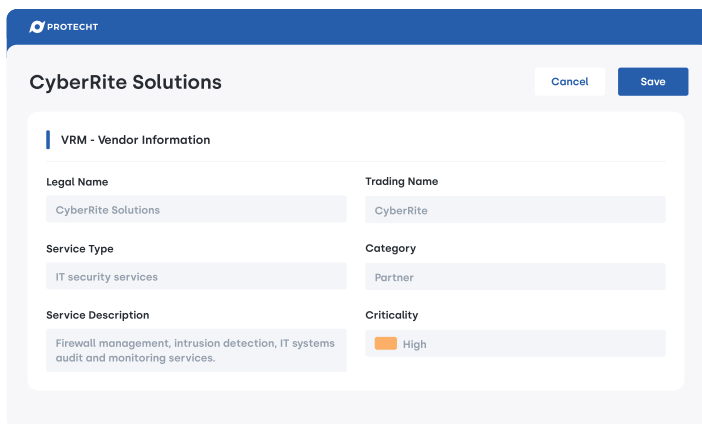 PROTECHT
CyberRite Solutions
Cancel
Save
VRM - Vendor Information
Legal Name
Trading Name
CyberRite Solutions
CyberRite
Service Type
Category
IT security services
Partner
Service Description
Criticality
Firewall management, intrusion detection, IT systems
audit and monitoring services.
High